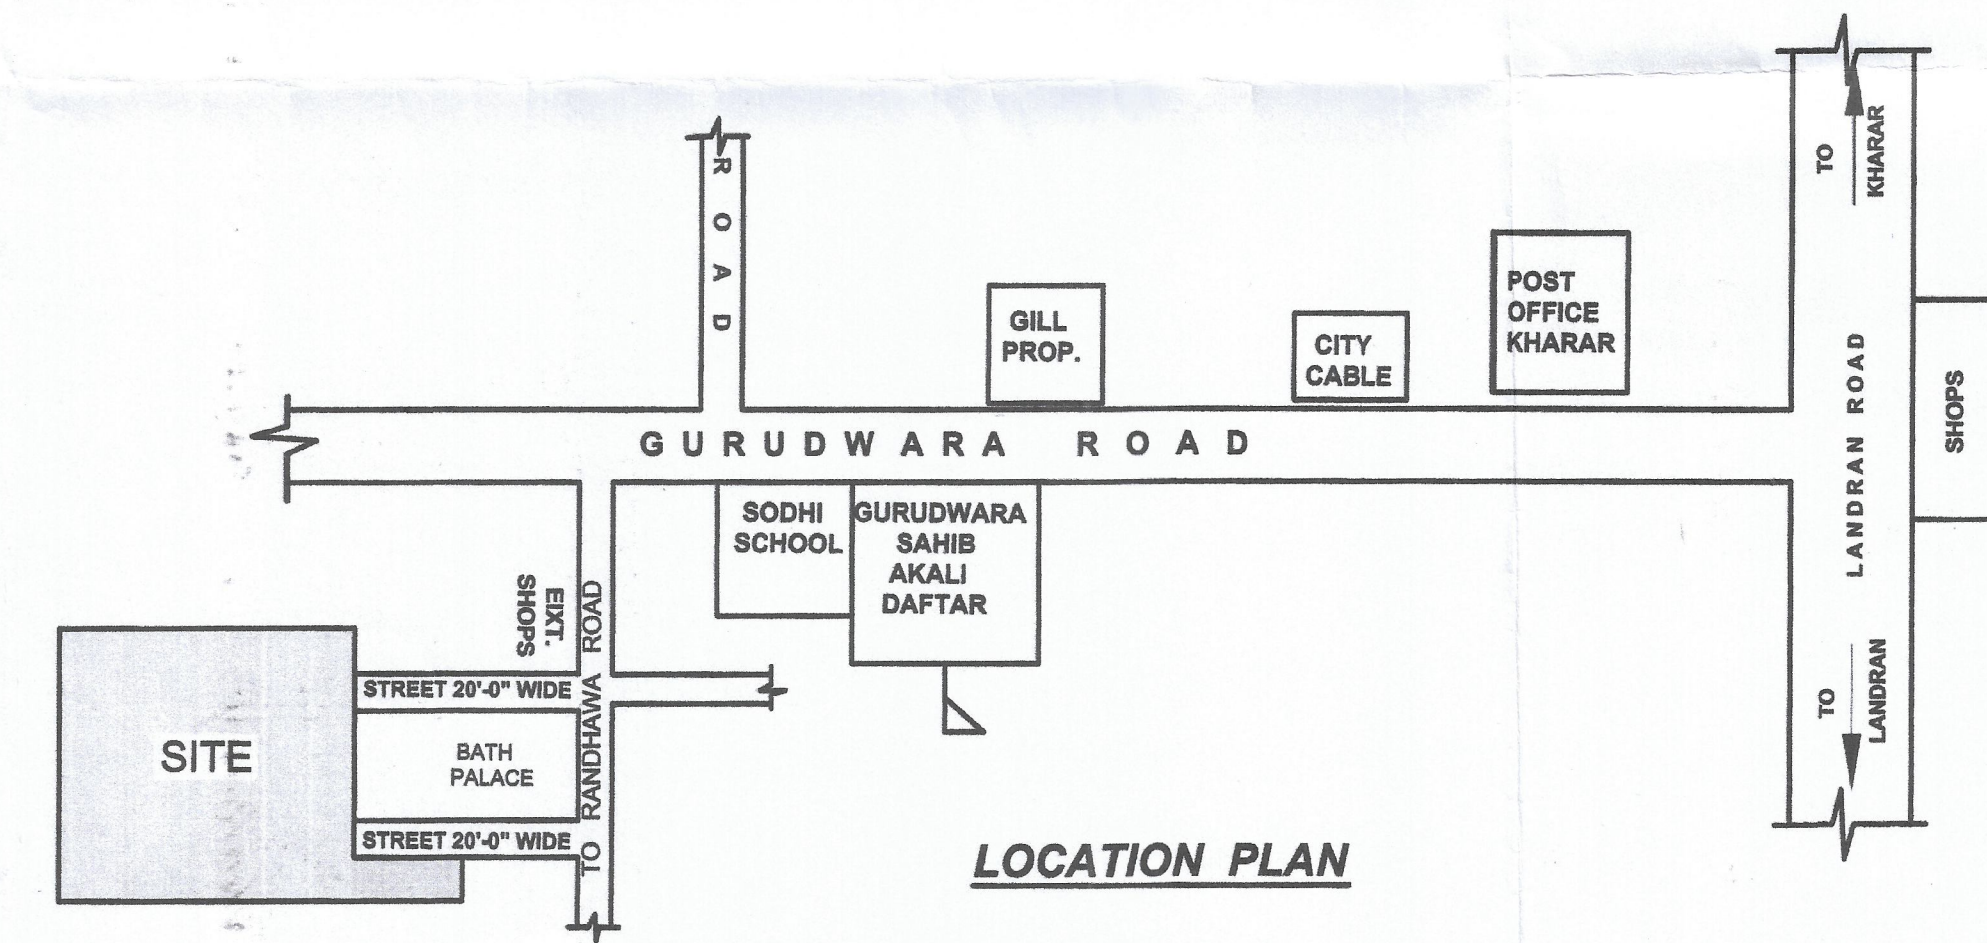 ROAD
TO
KHARAR
POST
OFFICE
KHARAR
GILL
PROP.
CITY
CABLE
LANDRAN ROAD
SHOPS
GURUDWARA ROAD
SODHI
SCHOOL
GURUDWARA
SAHIB
AKALI
DAFTAR
EIXT.
SHOPS
TO RANDHAWA ROAD
STREET 20'-0" WIDE
SITE
BATH
PALACE
STREET 20'-0" WIDE
TO
LANDRAN
LOCATION PLAN